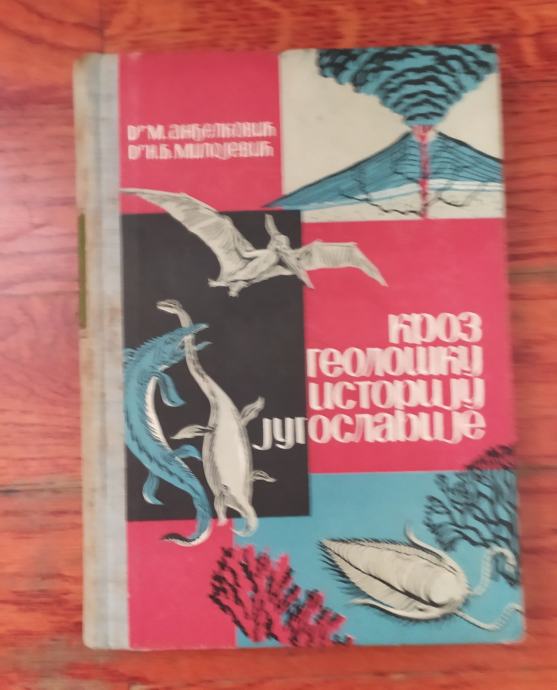 Dr М. АНЂЕЛКОВИЋ
Dr Н. Б. МИЛОЈЕВИЋ
КРОЗ
ГЕОЛОШКУ
ИСТОРИЈУ
ЈУГОСЛАВИЈЕ